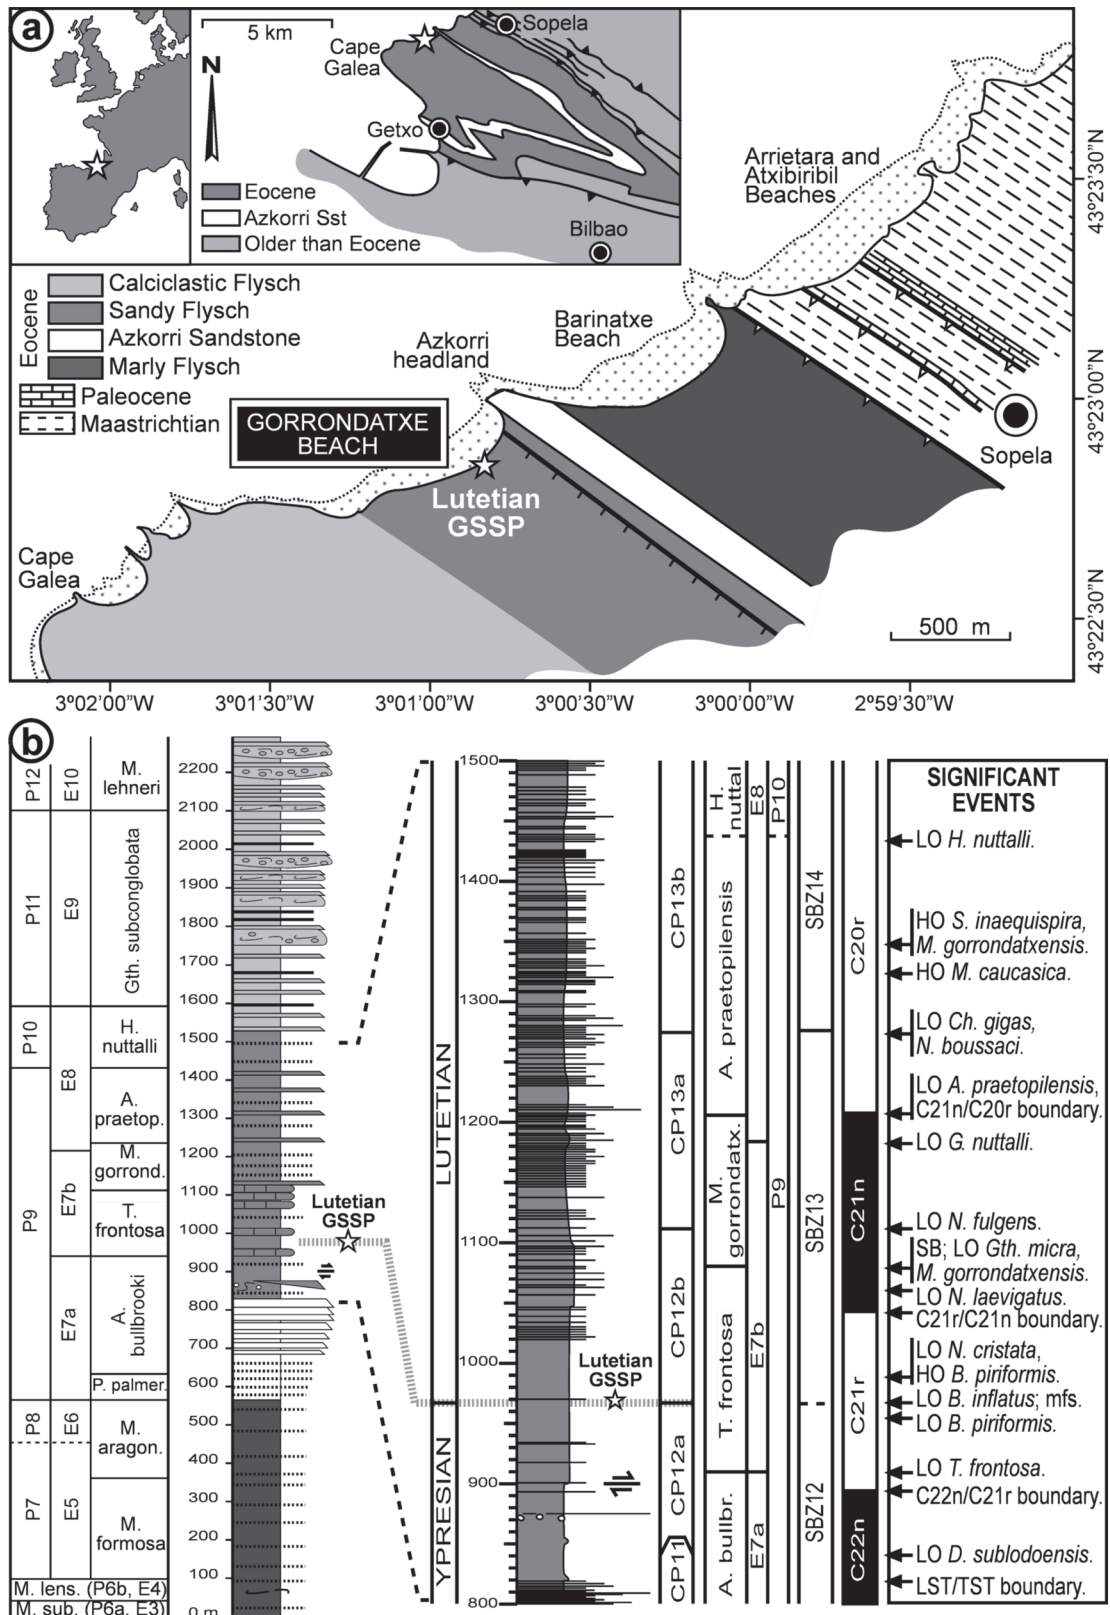 a
5 km
N
Cape
Galea
Sopela
Getxo
Bilbao
Eocene
Azkorri Sst
Older than Eocene
Eocene
Calciclastic Flysch
Sandy Flysch
Azkorri Sandstone
Marly Flysch
Paleocene
Maastrichtian
Arrietara and
Atxibiribil
Beaches
Barinatxe
Beach
Azkorri
headland
GORRONDATXE
BEACH
Lutetian
GSSP
Sopela
Cape
Galea
500 m
43°23'30"N
43°23'00"N
43°22'30"N
3°02'00"W
3°01'30"W
3°01'00"W
3°00'30"W
3°00'00"W
2°59'30"W
b
P12
P11
P10
P9
P8
P7
E10
E9
E8
E7b
E7a
E6
E5
M.
lehneri
Gth. subconglobata
H.
nuttalli
A.
praetop.
M.
gorrond.
T.
frontosa
A.
bullbrooki
P. palmer.
M.
aragon.
M.
formosa
M. lens. (P6b, E4)
M. sub. (P6a, E3)
2200
2100
2000
1900
1800
1700
1600
1500
1400
1300
1200
1100
1000
900
800
700
600
500
400
300
200
100
0 m
Lutetian
GSSP
LUTETIAN
YPRESIAN
1500
1400
1300
1200
1100
1000
900
800
Lutetian
GSSP
CP13b
CP13a
CP12b
CP12a
CP11
H.
nuttal
A. praetopilensis
M.
gorrondatx.
T. frontosa
A. bullbr.
E8
E7b
E7a
P10
P9
SBZ14
SBZ13
SBZ12
C20r
C21n
C21r
C22n
SIGNIFICANT
EVENTS
LO H. nuttalli.
HO S. inaequispira,
M. gorrondatxensis.
HO M. caucasica.
LO Ch. gigas,
N. boussaci.
LO A. praetopilensis,
C21n/C20r boundary.
LO G. nuttalli.
LO N. fulgens.
SB; LO Gth. micra,
M. gorrondatxensis.
LO N. laevigatus.
C21r/C21n boundary.
LO N. cristata,
HO B. piriformis.
LO B. inflatus; mfs.
LO B. piriformis.
LO T. frontosa.
C22n/C21r boundary.
LO D. sublodoensis.
LST/TST boundary.